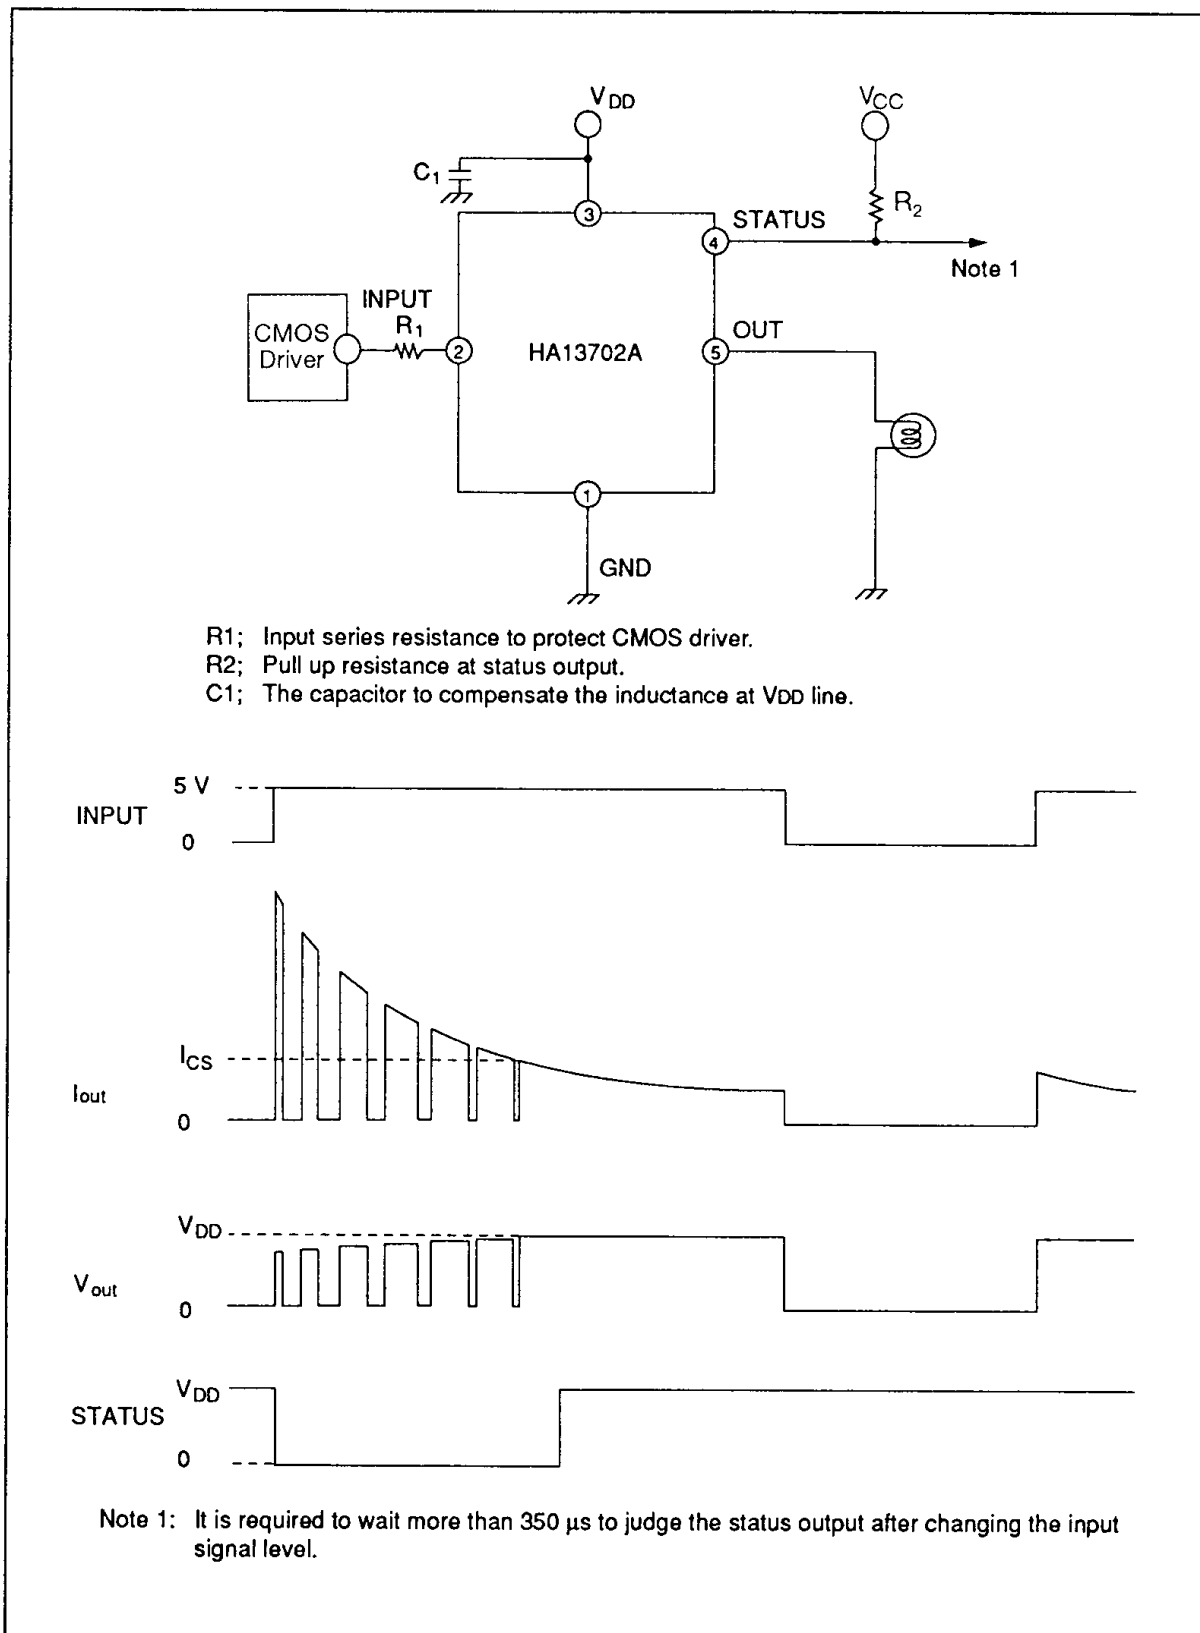 VDD
VCC
C1
3
STATUS
R2
4
Note 1
INPUT
R1
OUT
CMOS
Driver
2
HA13702A
5
1
GND
R1; Input series resistance to protect CMOS driver.
R2; Pull up resistance at status output.
C1; The capacitor to compensate the inductance at VDD line.
5 V
INPUT
0
ICS
Iout
0
VDD
Vout
0
VDD
STATUS
0
Note 1: It is required to wait more than 350 µs to judge the status output after changing the input
signal level.